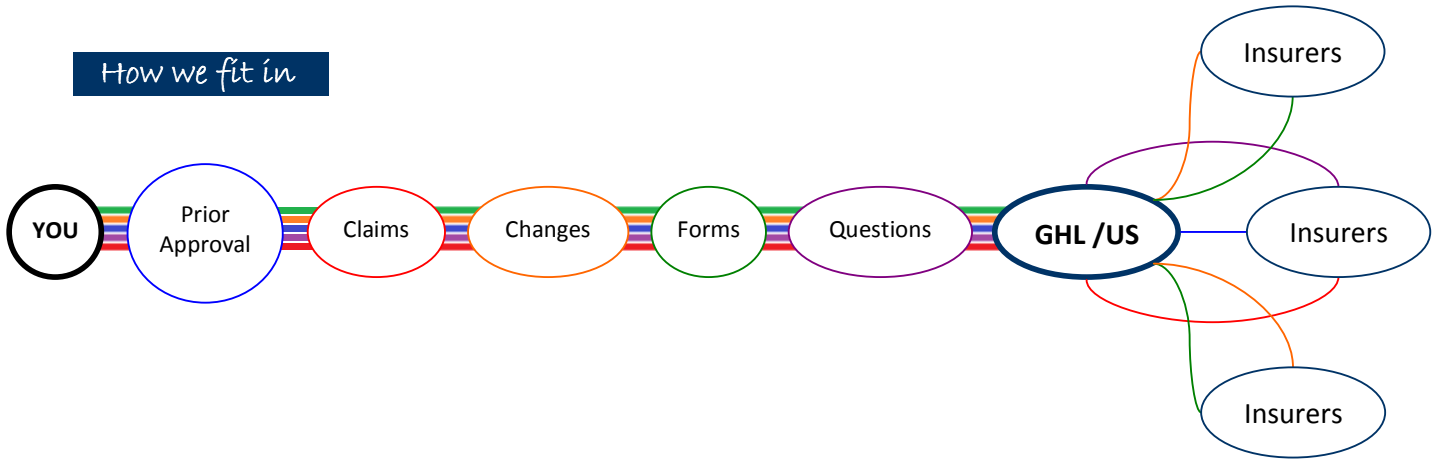 How we fit in
Insurers
YOU
Prior
Approval
Claims
Changes
Forms
Questions
GHL /US
Insurers
Insurers